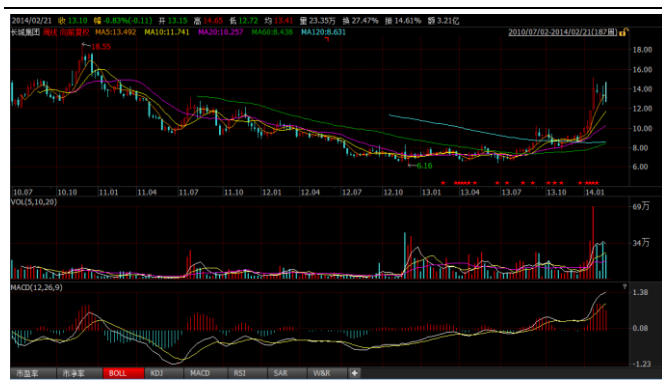 2014/02/21 收 13.10 幅 -0.83%(-0.11) 开 13.15 高 14.65 低 12.72 均 13.41 量 23.35万 换 27.47% 振 14.61% 额 3.21亿
长城集团 周线 向前复权 MA5:13.492 MA10:11.741 MA20:10.257 MA60:8.438 MA120:8.631 2010/07/02-2014/02/21(187周)
18.55
18.00
16.00
14.00
12.00
10.00
8.00
6.16
6.00
10.07 10.10 11.01 11.04 11.07 11.10 12.01 12.04 12.07 12.10 13.01 13.04 13.07 13.10 14.01
VOL(5,10,20)
69万
34万
MACD(12,26,9) ?
1.38
0.08
-1.23
市盈率 市净率 BOLL KDJ MACD RSI SAR W&R +